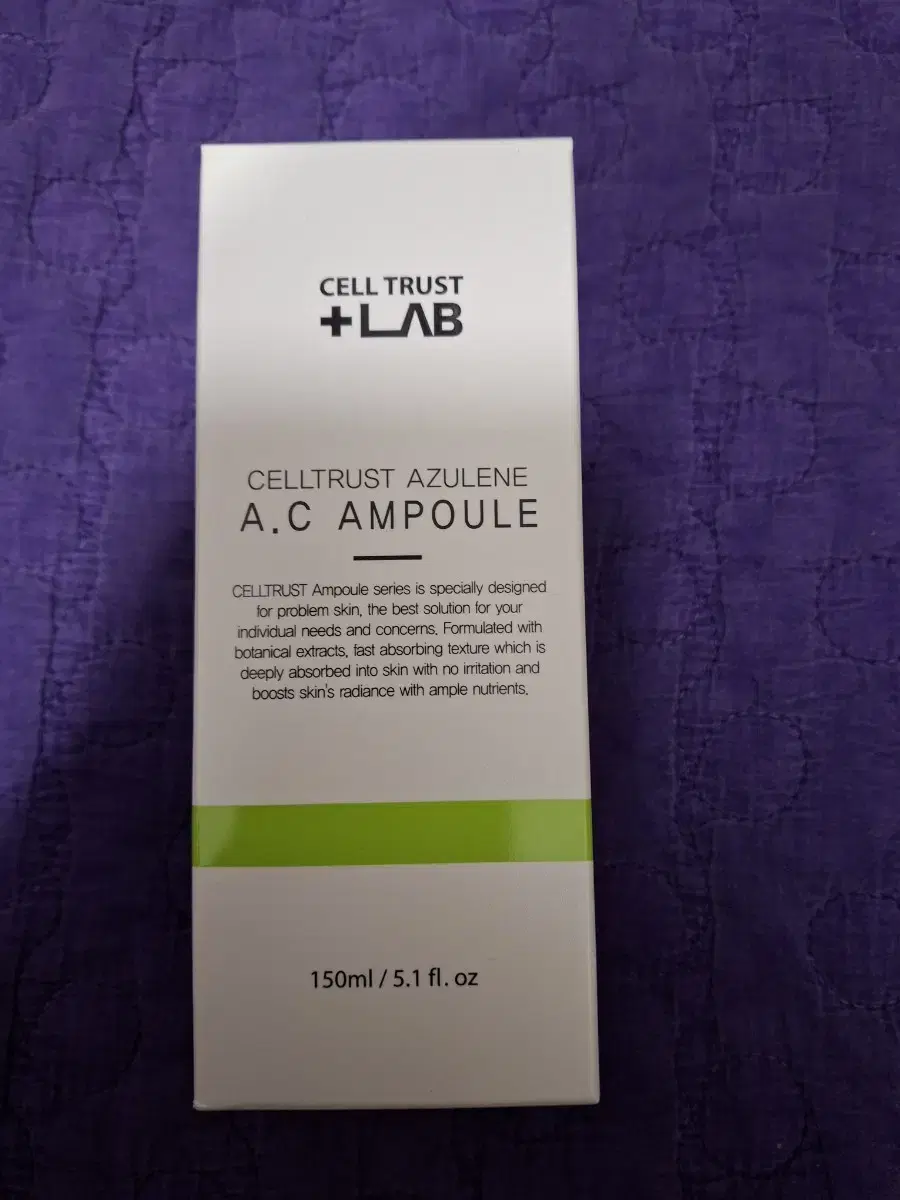 CELL TRUST
+LAB
CELLTRUST AZULENE
A.C AMPOULE
CELLTRUST Ampoule series is specially designed
for problem skin, the best solution for your
individual needs and concerns. Formulated with
botanical extracts, fast absorbing texture which is
deeply absorbed into skin with no irritation and
boosts skin's radiance with ample nutrients.
150ml / 5.1 fl. oz